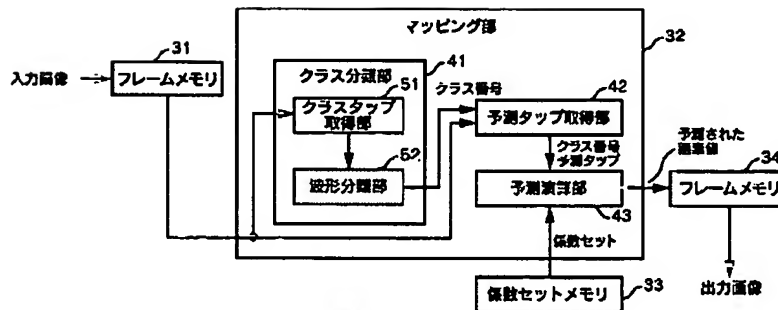 マッピング部
32
31
入力画像
フレームメモリ
クラス分離部
41
クラスタップ
取得部
51
クラス番号
予測タップ取得部
42
波形分離部
52
クラス番号
予測タップ
予測された
画素値
予測演算部
43
フレームメモリ
34
係数セット
係数セットメモリ
33
出力画像